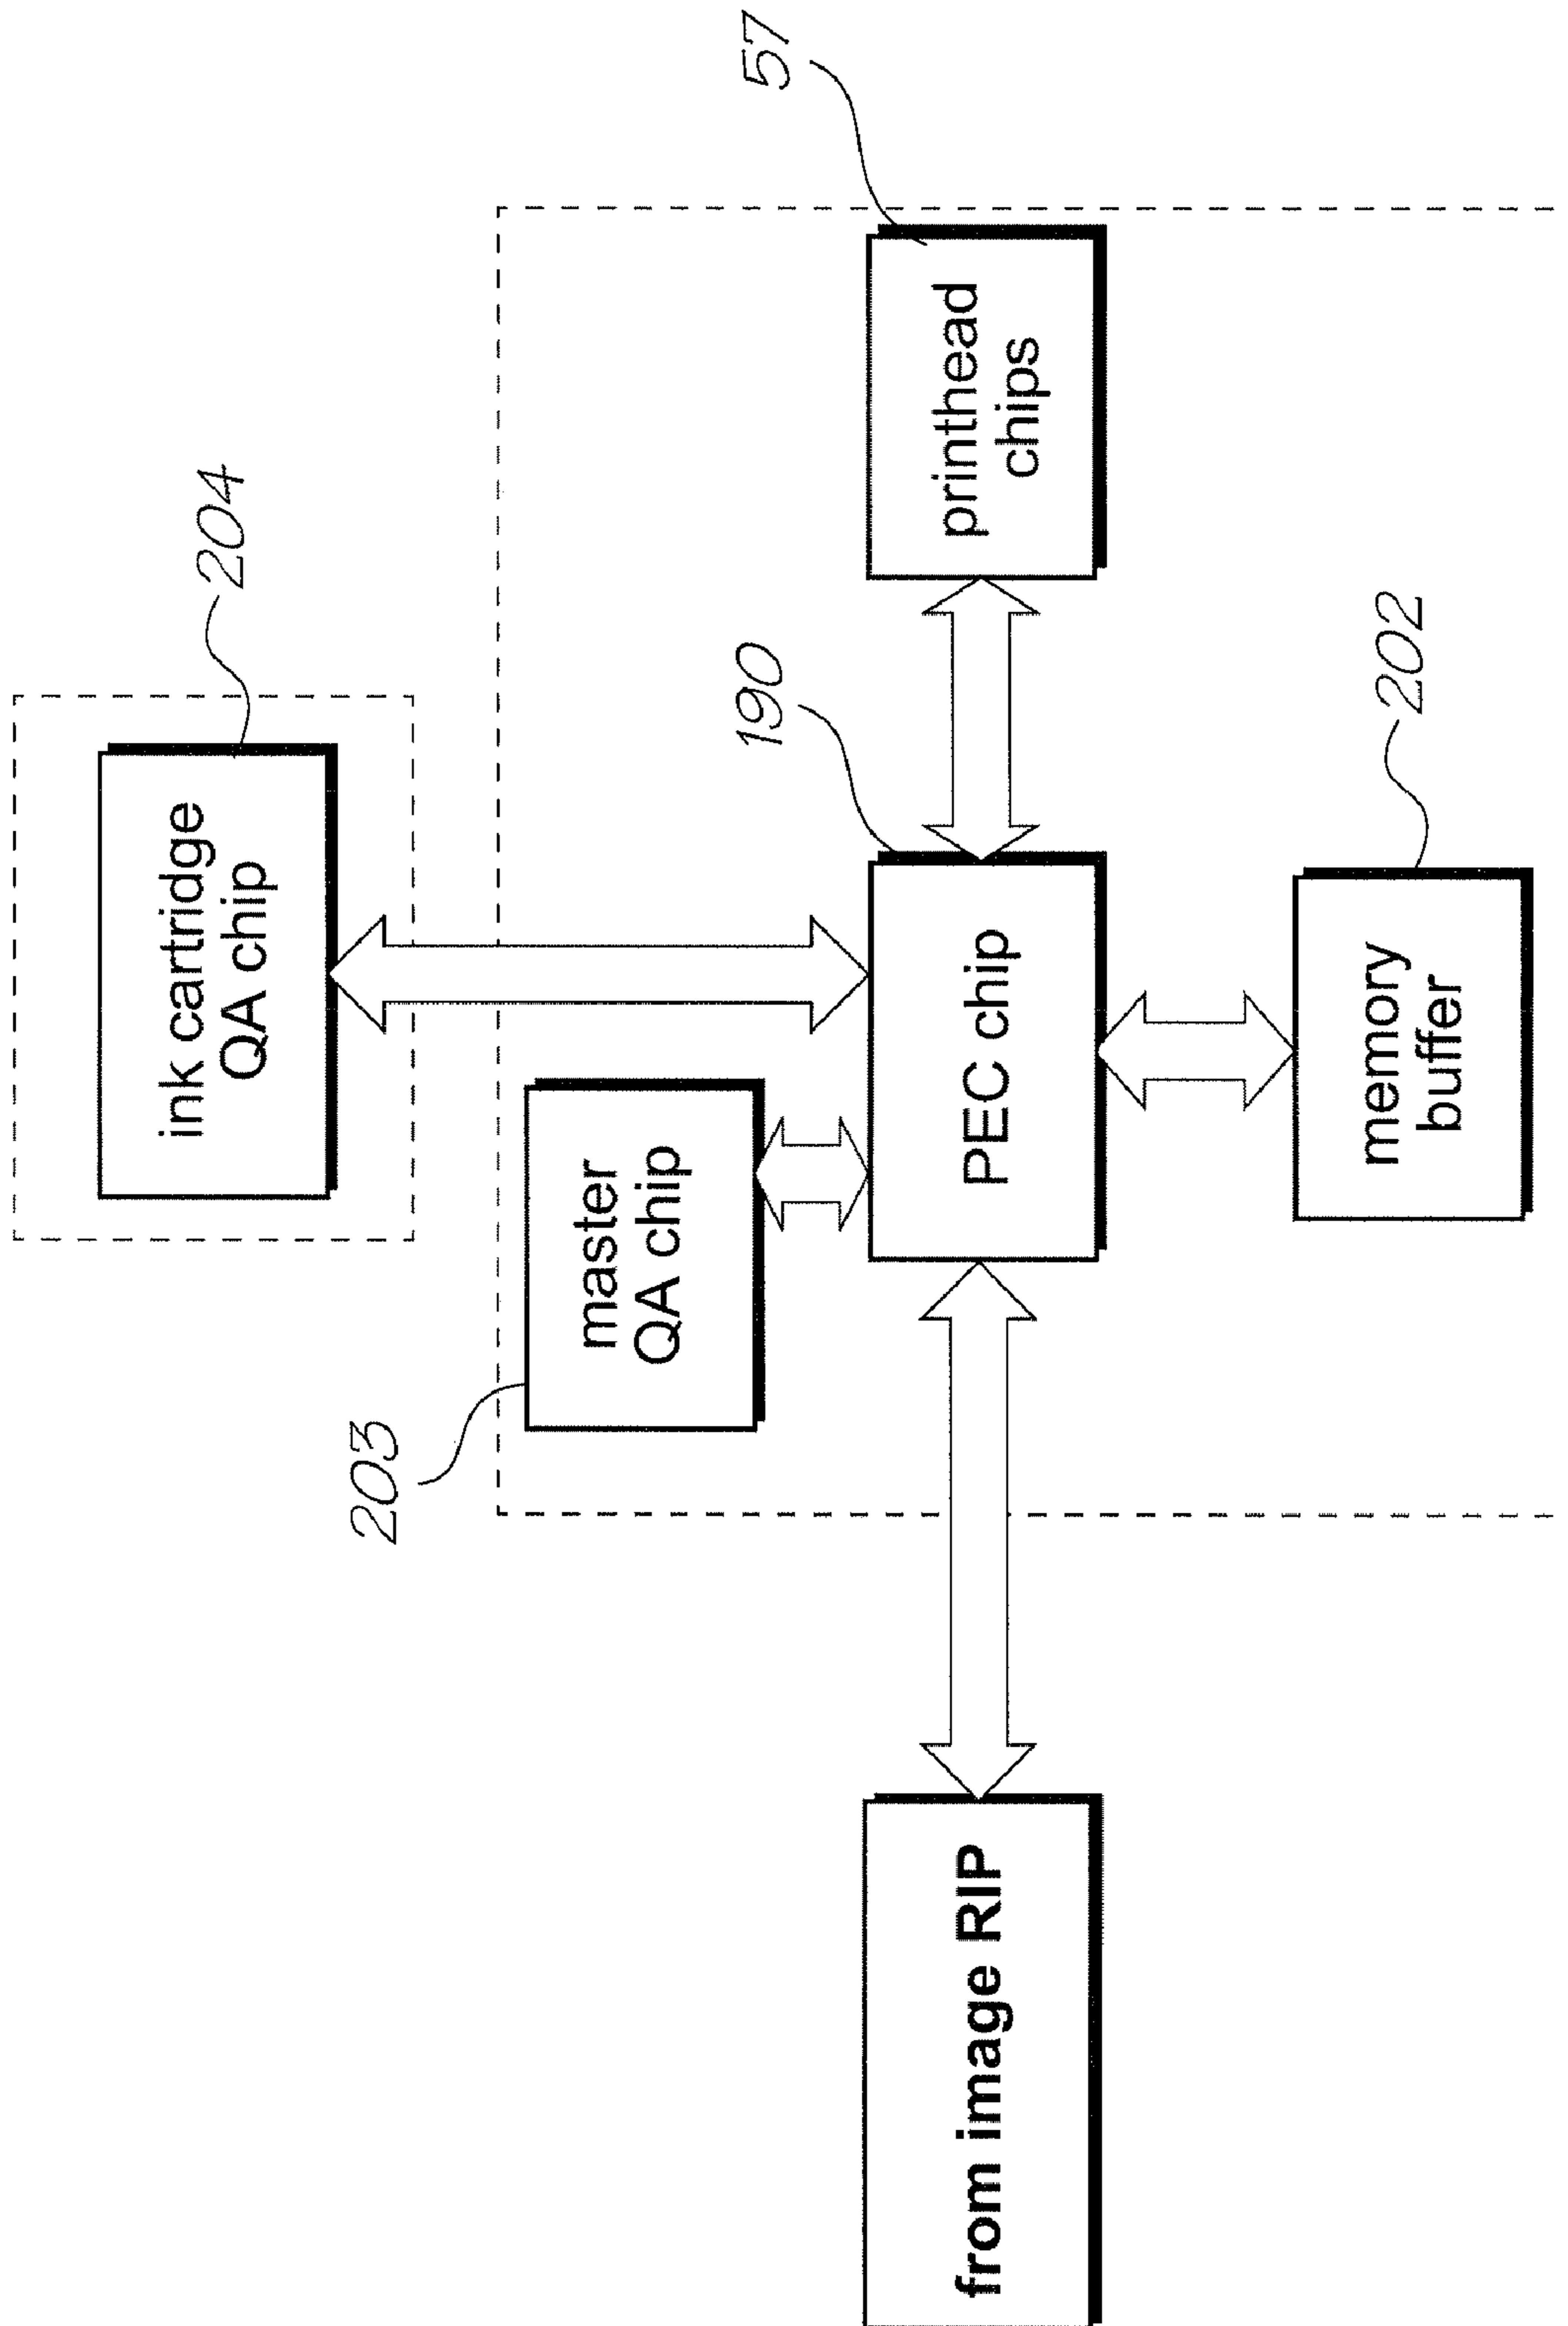 ink cartridge
QA chip
204
203
master
QA chip
190
57
from image RIP
PEC chip
printhead
chips
memory
buffer
202